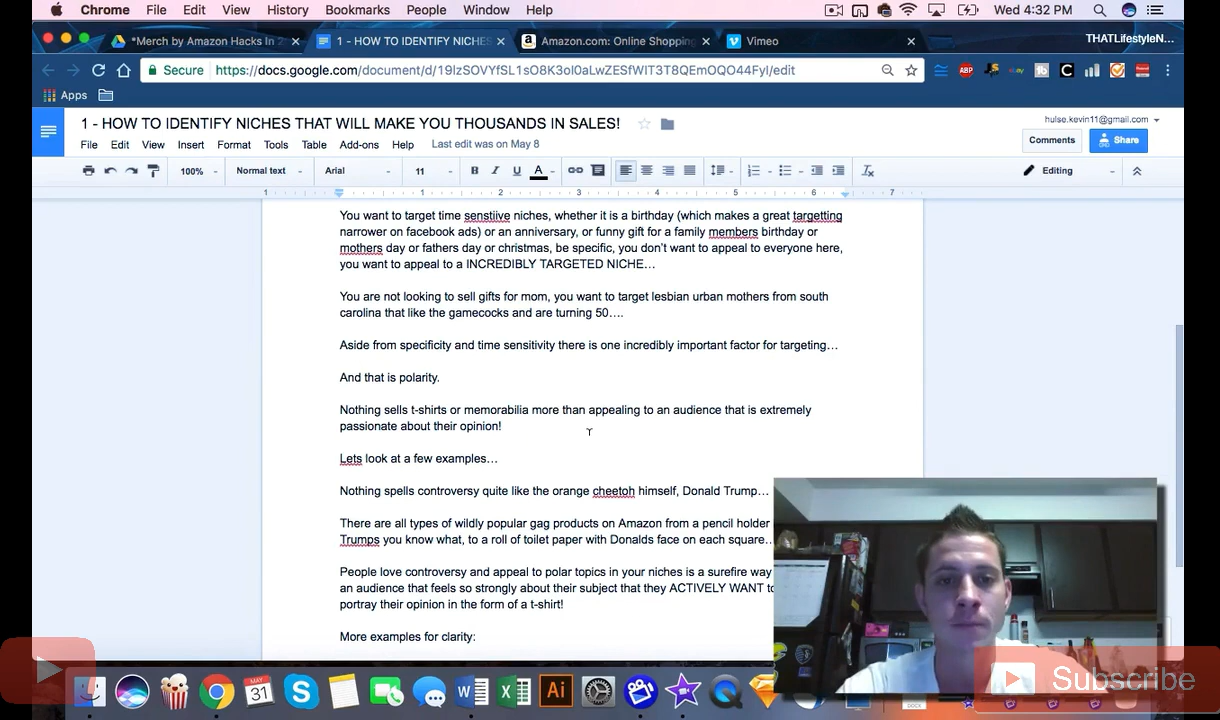 Chrome File Edit View History Bookmarks People Window Help Wed 4:32 PM
*Merch by Amazon Hacks In 2 1 - HOW TO IDENTIFY NICHES Amazon.com: Online Shopping Vimeo THATLifestyleN...
Secure https://docs.google.com/document/d/19IzSOVYfSL1sO8K3oI0aLwZESfWIT3T8QEmOQO44FyI/edit
Apps
1 - HOW TO IDENTIFY NICHES THAT WILL MAKE YOU THOUSANDS IN SALES! hulse.kevin11@gmail.com
File Edit View Insert Format Tools Table Add-ons Help Last edit was on May 8 Comments Share
100% Normal text Arial 11 B I U A Editing
1 1 2 3 4 5 6 7
You want to target time senstiive niches, whether it is a birthday (which makes a great targetting
narrower on facebook ads) or an anniversary, or funny gift for a family members birthday or
mothers day or fathers day or christmas, be specific, you don't want to appeal to everyone here,
you want to appeal to a INCREDIBLY TARGETED NICHE…
You are not looking to sell gifts for mom, you want to target lesbian urban mothers from south
carolina that like the gamecocks and are turning 50….
Aside from specificity and time sensitivity there is one incredibly important factor for targeting…
And that is polarity.
Nothing sells t-shirts or memorabilia more than appealing to an audience that is extremely
passionate about their opinion!
Lets look at a few examples…
Nothing spells controversy quite like the orange cheetoh himself, Donald Trump…
There are all types of wildly popular gag products on Amazon from a pencil holder
Trumps you know what, to a roll of toilet paper with Donalds face on each square…
People love controversy and appeal to polar topics in your niches is a surefire way
an audience that feels so strongly about their subject that they ACTIVELY WANT to
portray their opinion in the form of a t-shirt!
More examples for clarity:
MAY
31
Subscribe